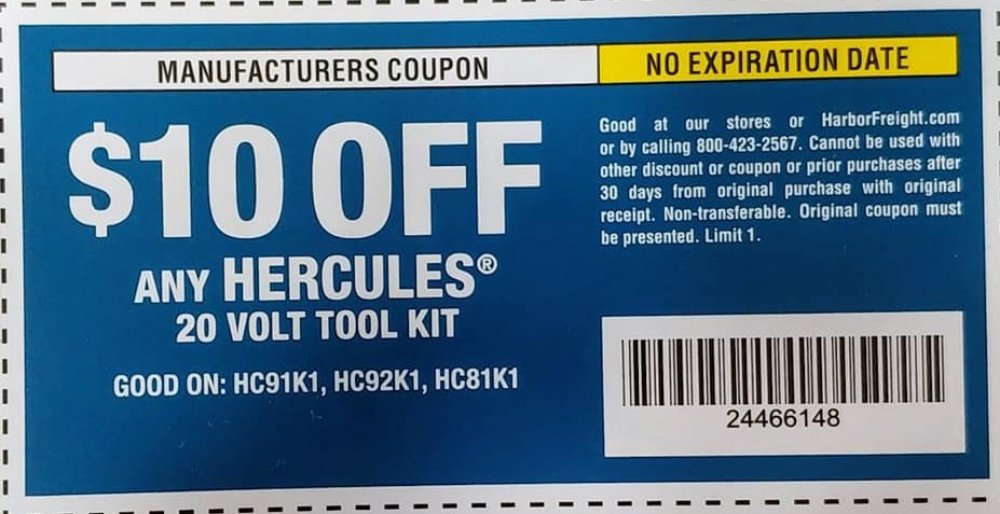 MANUFACTURERS COUPON
NO EXPIRATION DATE
$10 OFF
ANY HERCULES®
20 VOLT TOOL KIT
GOOD ON: HC91K1, HC92K1, HC81K1
Good at our stores or HarborFreight.com
or by calling 800-423-2567. Cannot be used with
other discount or coupon or prior purchases after
30 days from original purchase with original
receipt. Non-transferable. Original coupon must
be presented. Limit 1.
24466148